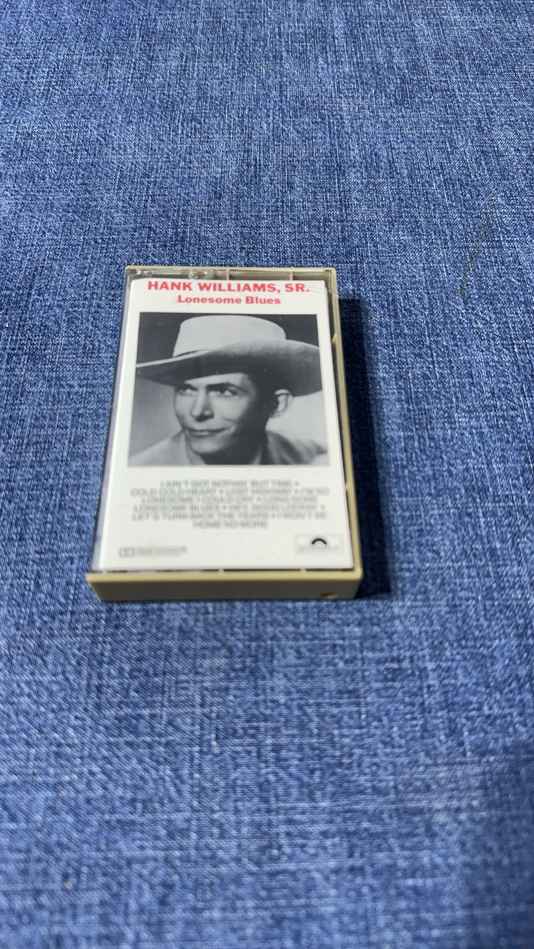 HANK WILLIAMS, SR.
Lonesome Blues
I AIN'T GOT NOTHIN' BUT TIME •
COLD COLD HEART • LOST HIGHWAY • I'M SO
LONESOME I COULD CRY • LONG GONE
LONESOME BLUES • HEY, GOOD LOOKIN' •
LET'S TURN BACK THE YEARS • I WON'T BE
HOME NO MORE